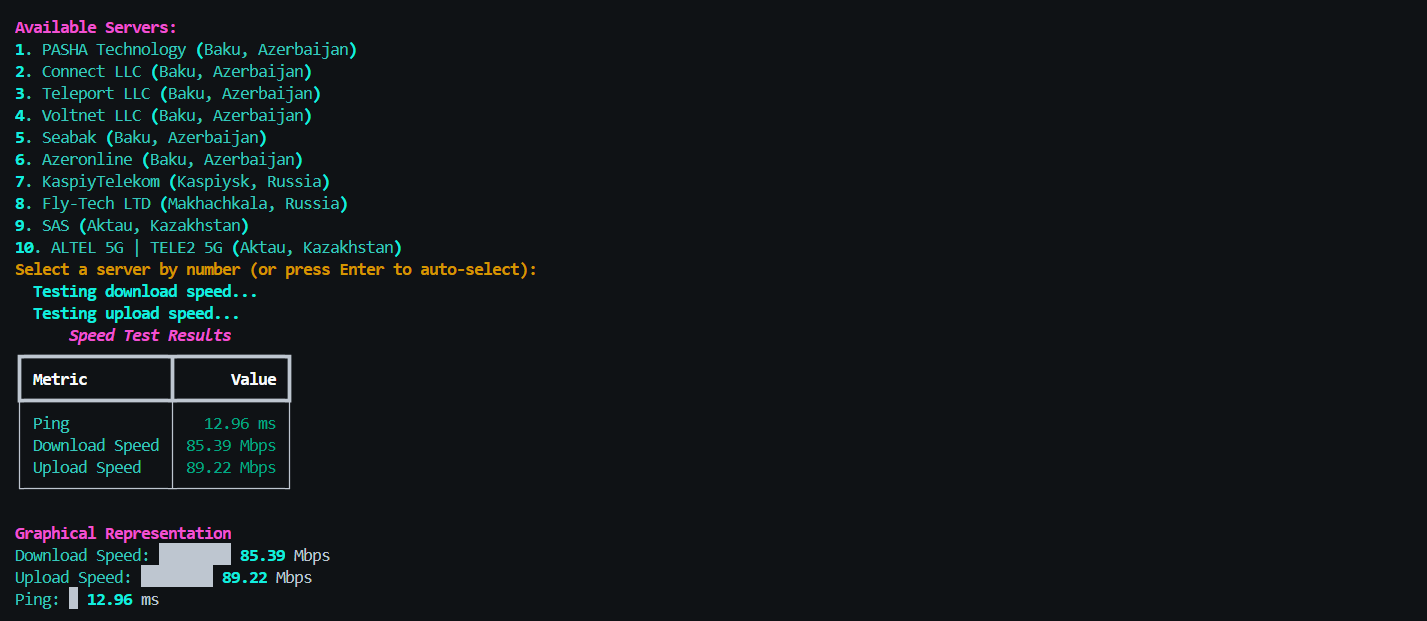 Available Servers:
1. PASHA Technology (Baku, Azerbaijan)
2. Connect LLC (Baku, Azerbaijan)
3. Teleport LLC (Baku, Azerbaijan)
4. Voltnet LLC (Baku, Azerbaijan)
5. Seabak (Baku, Azerbaijan)
6. Azeronline (Baku, Azerbaijan)
7. KaspiyTelekom (Kaspiysk, Russia)
8. Fly-Tech LTD (Makhachkala, Russia)
9. SAS (Aktau, Kazakhstan)
10. ALTEL 5G | TELE2 5G (Aktau, Kazakhstan)
Select a server by number (or press Enter to auto-select):
Testing download speed...
Testing upload speed...
Speed Test Results
Metric Value
Ping 12.96 ms
Download Speed 85.39 Mbps
Upload Speed 89.22 Mbps
Graphical Representation
Download Speed: 85.39 Mbps
Upload Speed: 89.22 Mbps
Ping: 12.96 ms